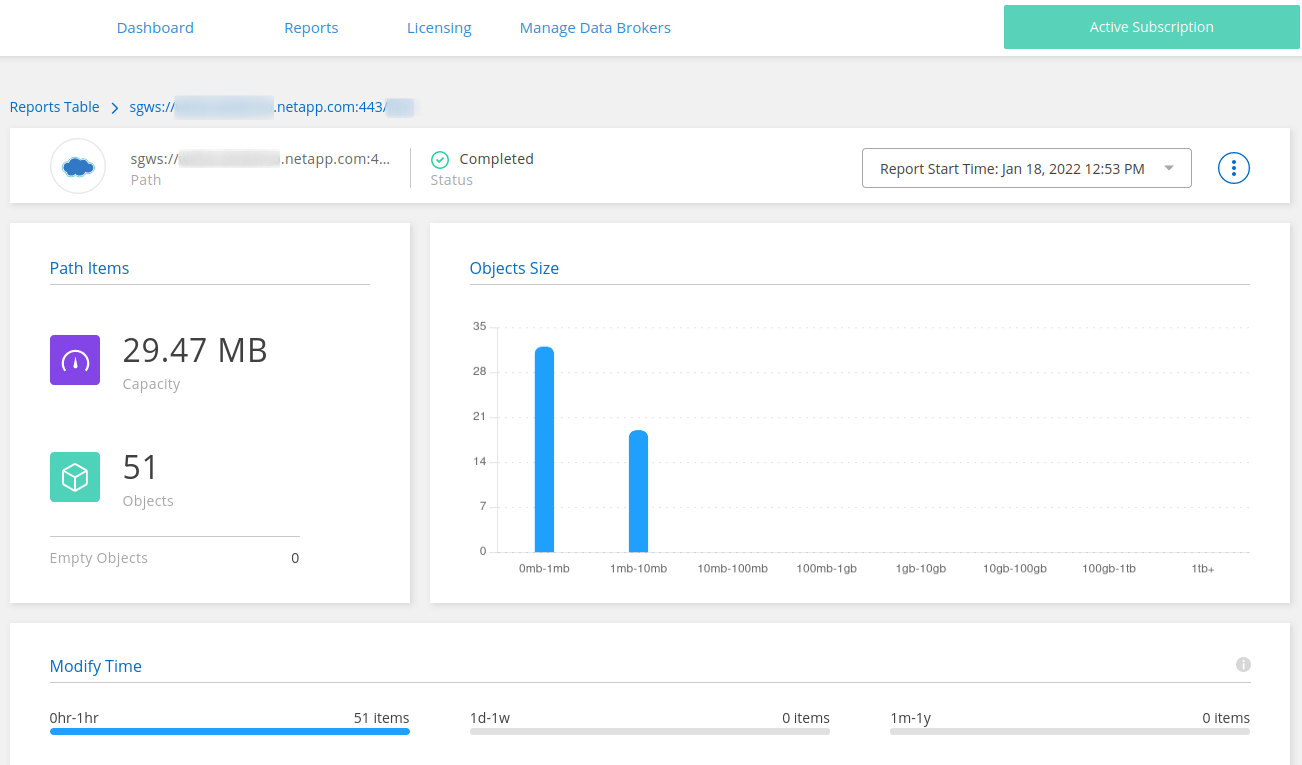 Dashboard Reports Licensing Manage Data Brokers Active Subscription
Reports Table > sgws:// .netapp.com:443/
sgws:// .netapp.com:4... Completed Report Start Time: Jan 18, 2022 12:53 PM
Path Status
Path Items Objects Size
29.47 MB
Capacity
51
Objects
Empty Objects 0
35
28
21
14
7
0
0mb-1mb 1mb-10mb 10mb-100mb 100mb-1gb 1gb-10gb 10gb-100gb 100gb-1tb 1tb+
Modify Time
0hr-1hr 51 items 1d-1w 0 items 1m-1y 0 items